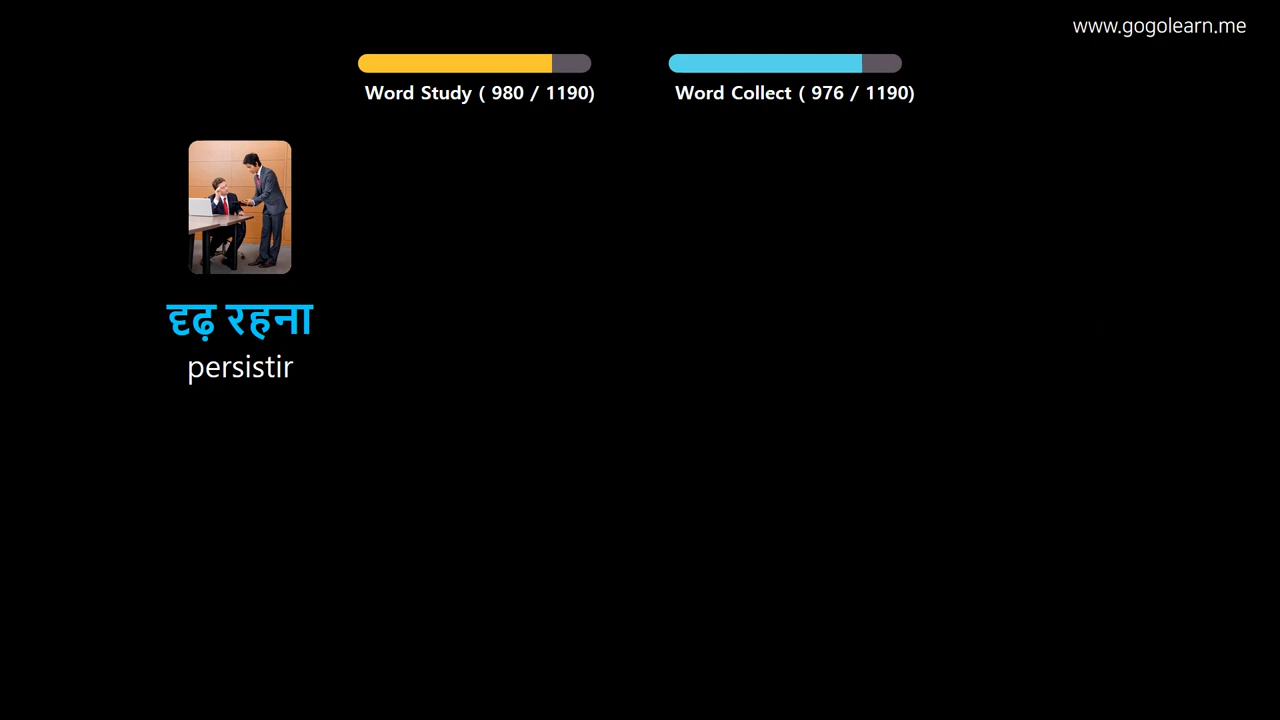 www.gogolearn.me
Word Study ( 980 / 1190)
Word Collect ( 976 / 1190)
दृढ़ रहना
persistir